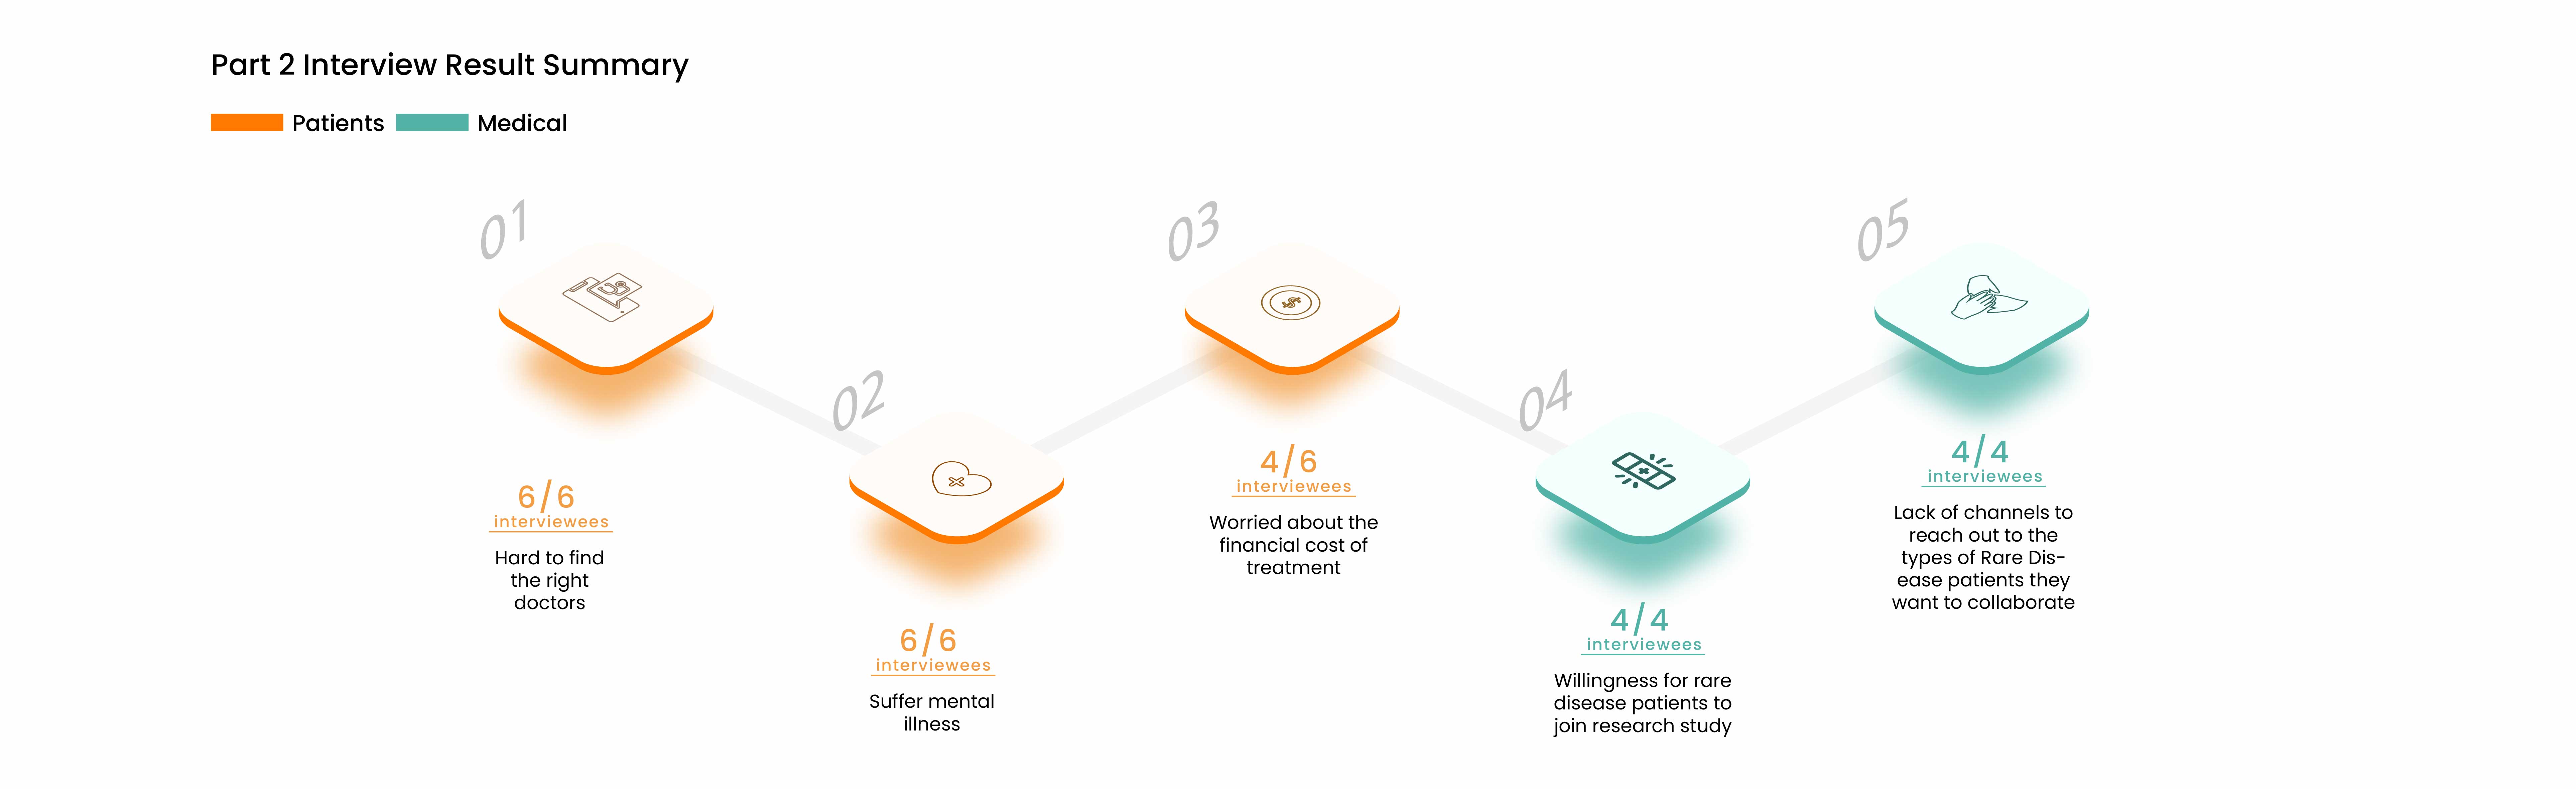 Part 2 Interview Result Summary
Patients
Medical
01
6/6
interviewees
Hard to find
the right
doctors
02
6/6
interviewees
Suffer mental
illness
03
4/6
interviewees
Worried about the
financial cost of
treatment
04
4/4
interviewees
Willingness for rare
disease patients to
join research study
05
4/4
interviewees
Lack of channels to
reach out to the
types of Rare Dis-
ease patients they
want to collaborate